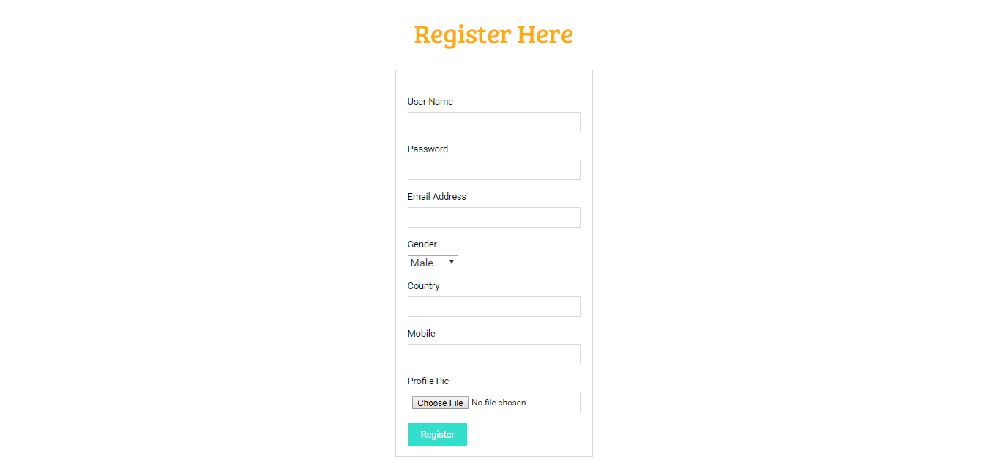 Register Here
User Name
Password
Email Address
Gender
Male
Country
Mobile
Profile Pic
Choose File No file chosen
Register